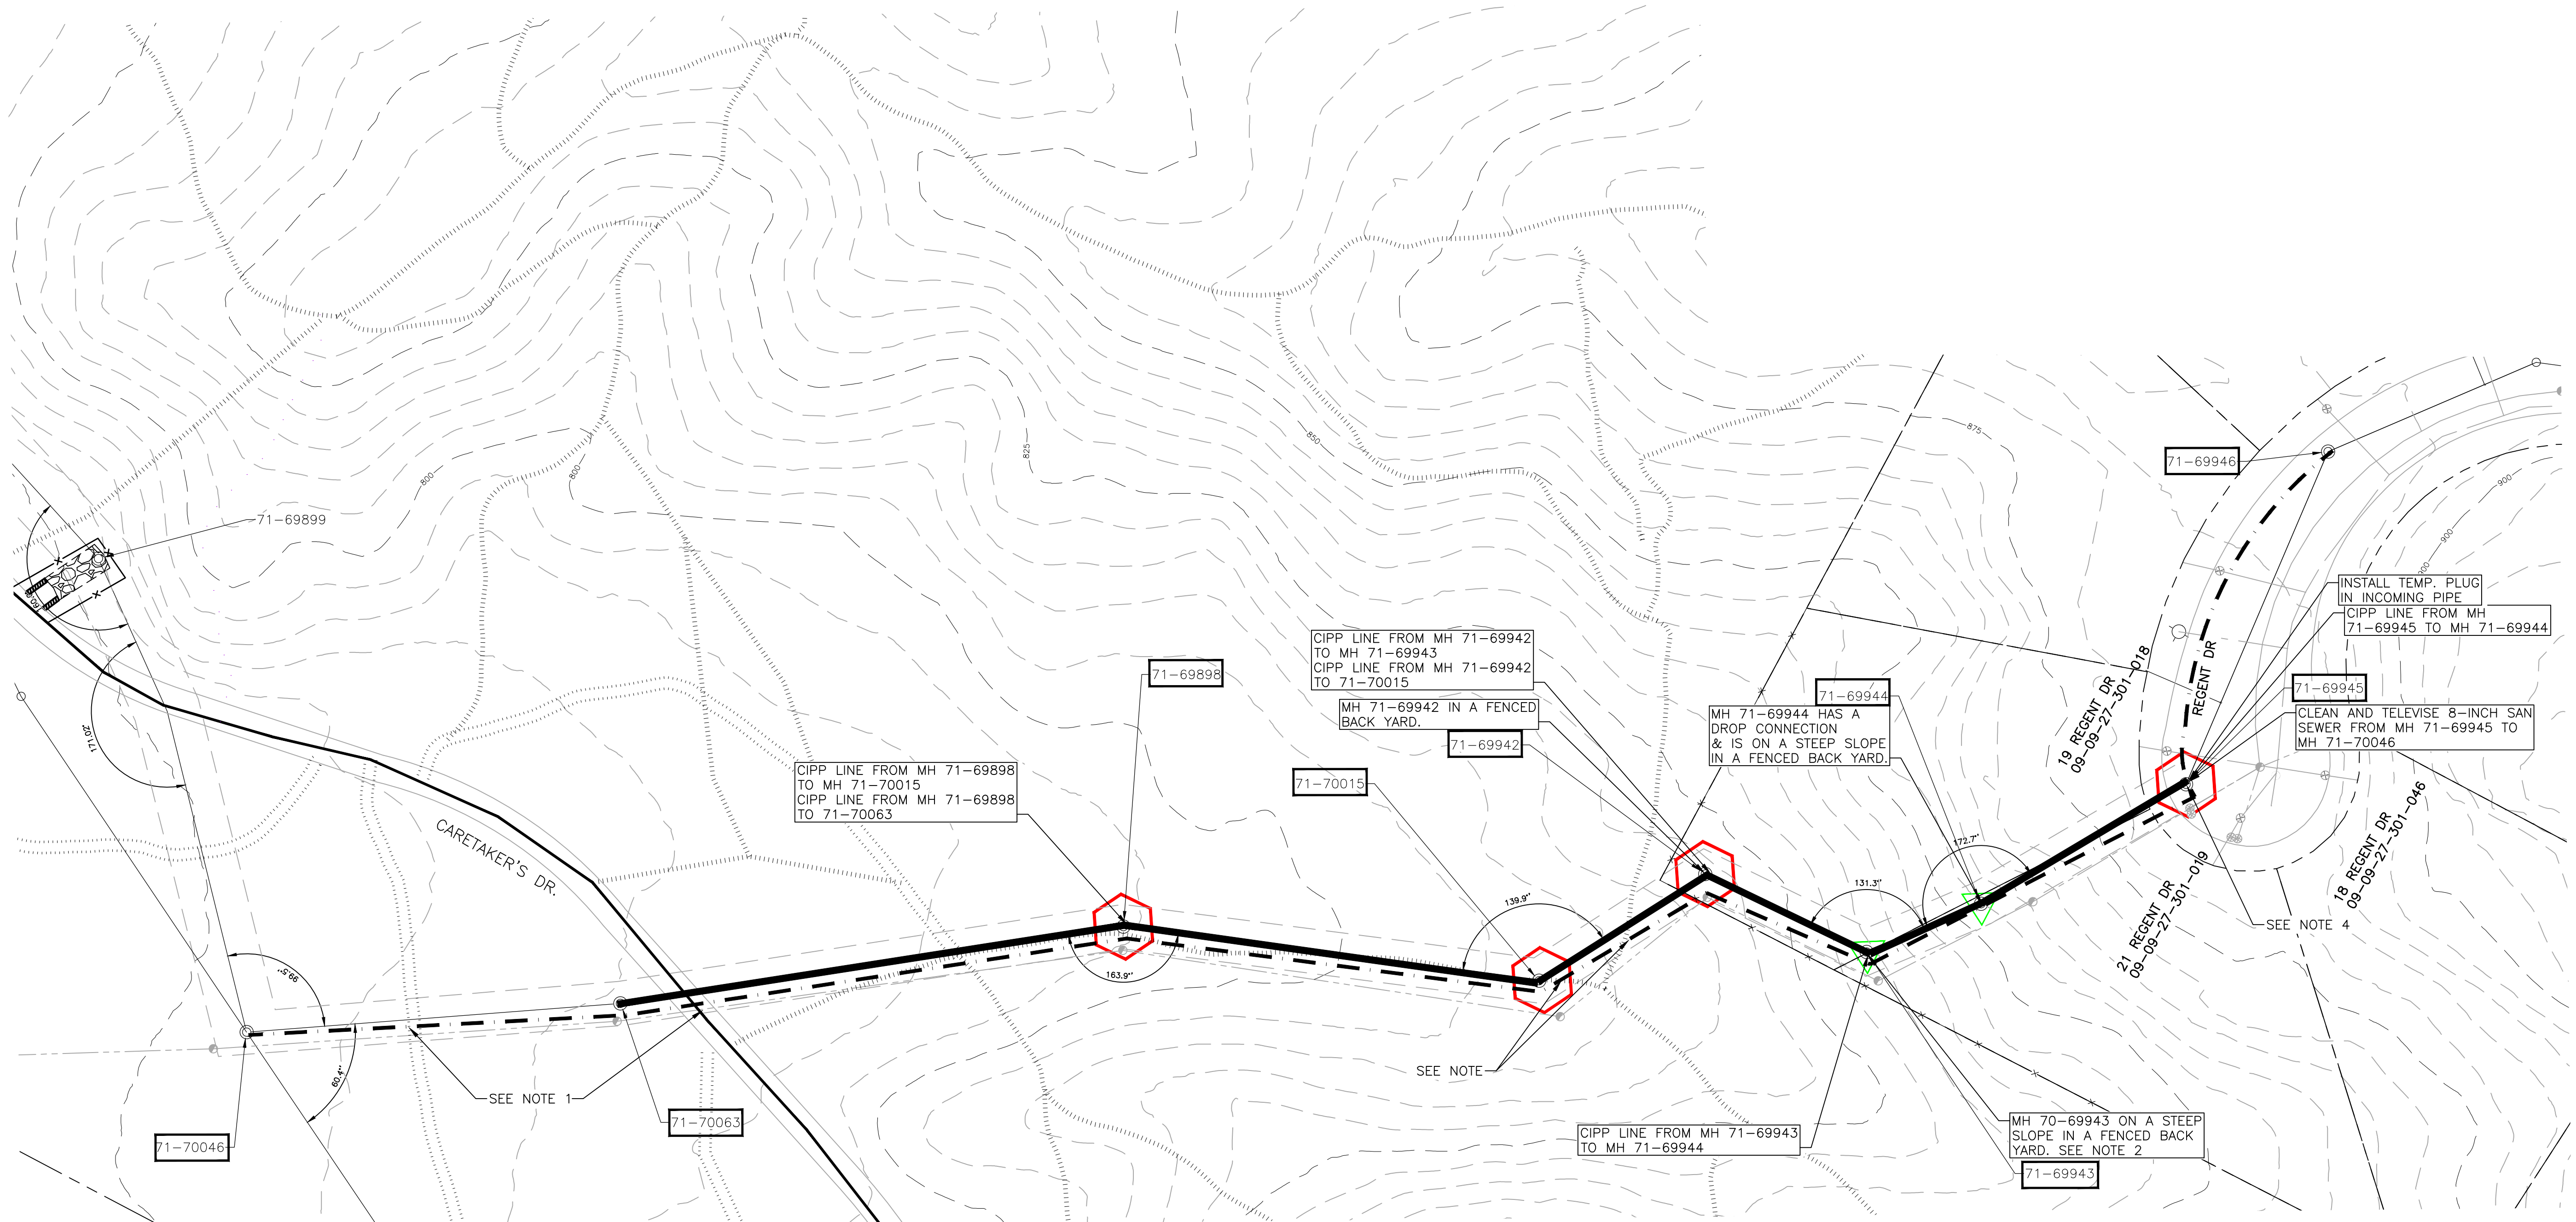 875
850
825
800
800
900
900
900
71-69946
71-69899
INSTALL TEMP. PLUG
IN INCOMING PIPE
CIPP LINE FROM MH
71-69945 TO MH 71-69944
71-69945
CLEAN AND TELEVISE 8-INCH SAN
SEWER FROM MH 71-69945 TO
MH 71-70046
REGENT DR
19 REGENT DR
09-09-27-301-018
18 REGENT DR
09-09-27-301-046
21 REGENT DR
09-09-27-301-019
SEE NOTE 4
CIPP LINE FROM MH 71-69942
TO MH 71-69943
CIPP LINE FROM MH 71-69942
TO 71-70015
MH 71-69942 IN A FENCED
BACK YARD.
71-69942
71-69944
MH 71-69944 HAS A
DROP CONNECTION
& IS ON A STEEP SLOPE
IN A FENCED BACK YARD.
71-69898
CIPP LINE FROM MH 71-69898
TO MH 71-70015
CIPP LINE FROM MH 71-69898
TO 71-70063
71-70015
CARETAKER'S DR.
171.02°
99.5°
60.4°
163.9°
139.9°
131.3°
172.7°
SEE NOTE
SEE NOTE 1
71-70063
71-70046
CIPP LINE FROM MH 71-69943
TO MH 71-69944
MH 70-69943 ON A STEEP
SLOPE IN A FENCED BACK
YARD. SEE NOTE 2
71-69943